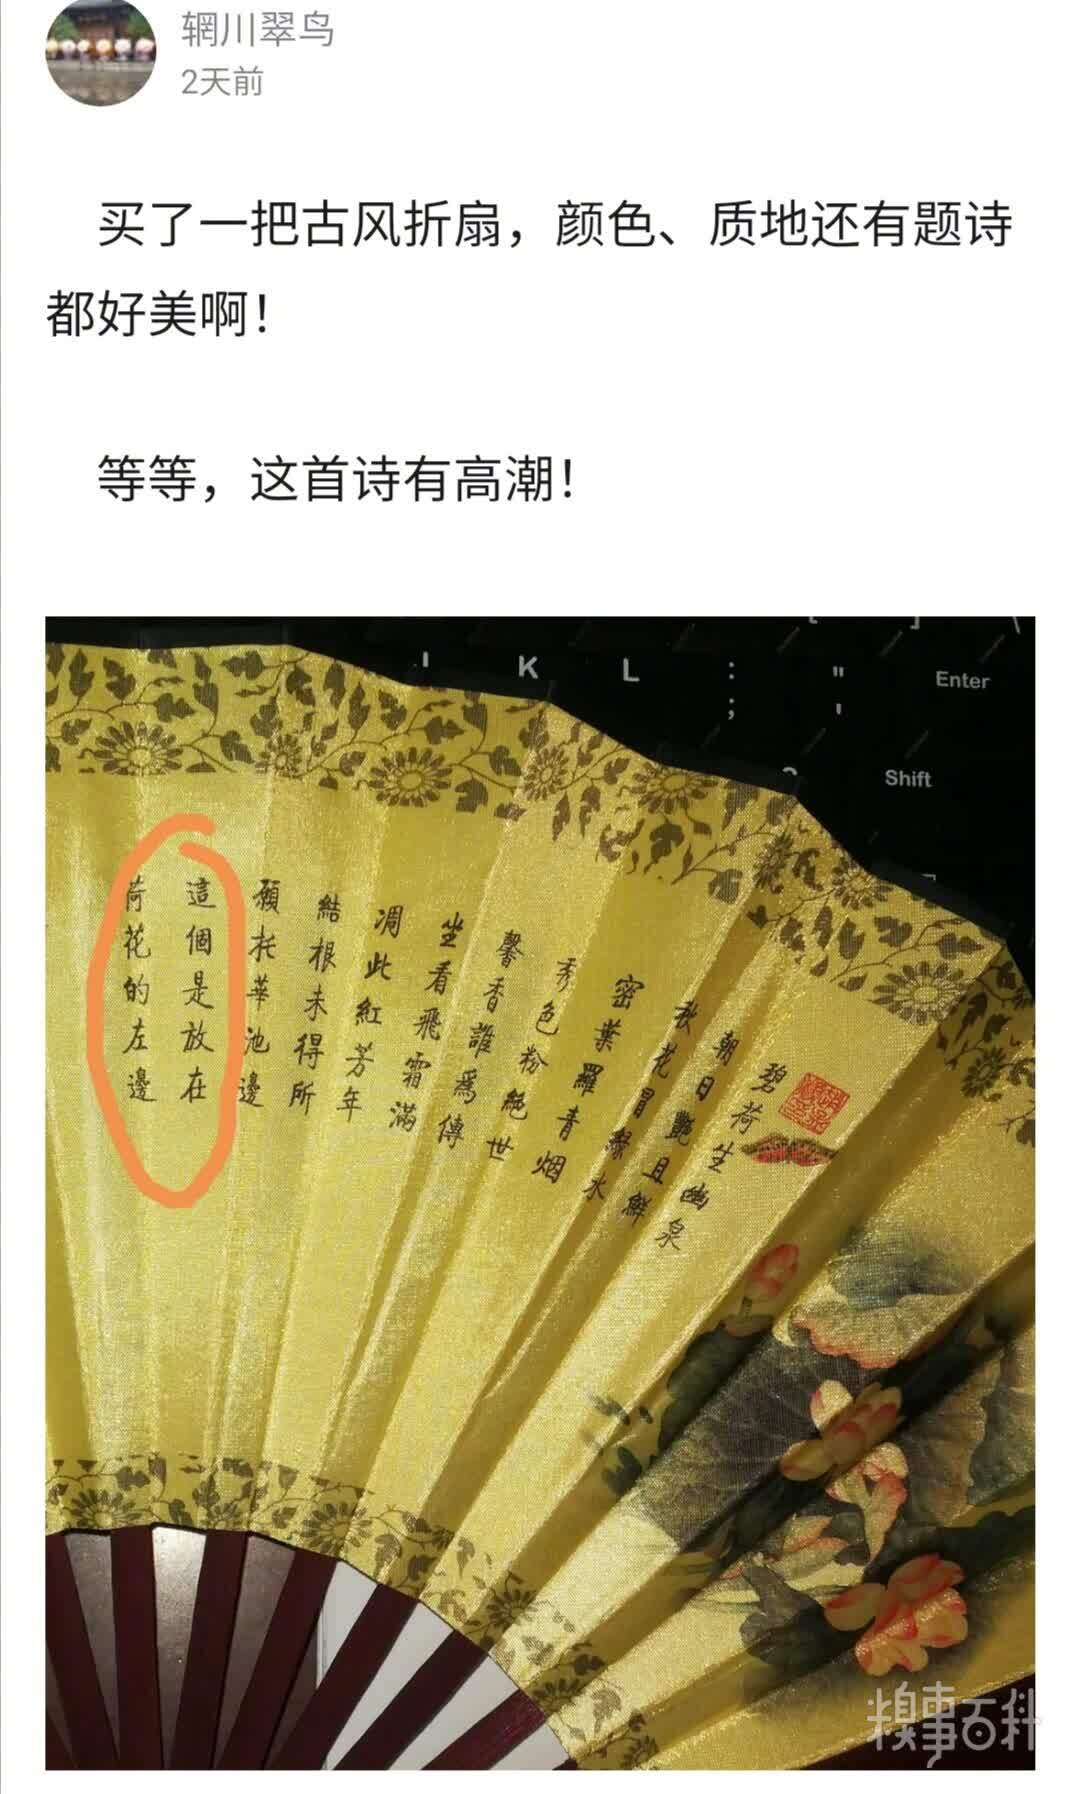 辋川翠鸟
2天前
买了一把古风折扇，颜色、质地还有题诗
都好美啊！
等等，这首诗有高潮！
K
L
:
;
"
'
Enter
Shift
碧荷生幽泉
朝日艷且鮮
秋花冒綠水
密葉羅青烟
秀色粉絕世
馨香誰爲傳
坐看飛霜滿
凋此紅芳年
結根未得所
願托華池邊
這個是放在
荷花的左邊
糗事百科